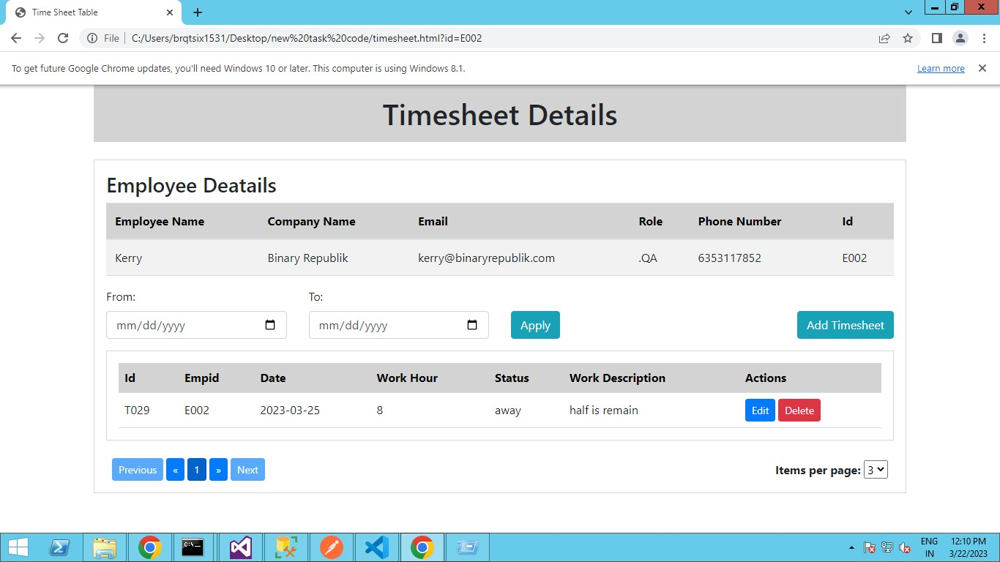 Time Sheet Table
File C:/Users/brqtsix1531/Desktop/new%20task%20code/timesheet.html?id=E002
To get future Google Chrome updates, you'll need Windows 10 or later. This computer is using Windows 8.1. Learn more
Timesheet Details
Employee Deatails
Employee Name Company Name Email Role Phone Number Id
Kerry Binary Republik kerry@binaryrepublik.com .QA 6353117852 E002
From: To:
mm/dd/yyyy mm/dd/yyyy Apply Add Timesheet
Id Empid Date Work Hour Status Work Description Actions
T029 E002 2023-03-25 8 away half is remain Edit Delete
Previous « 1 » Next Items per page: 3
ENG 12:10 PM
IN 3/22/2023